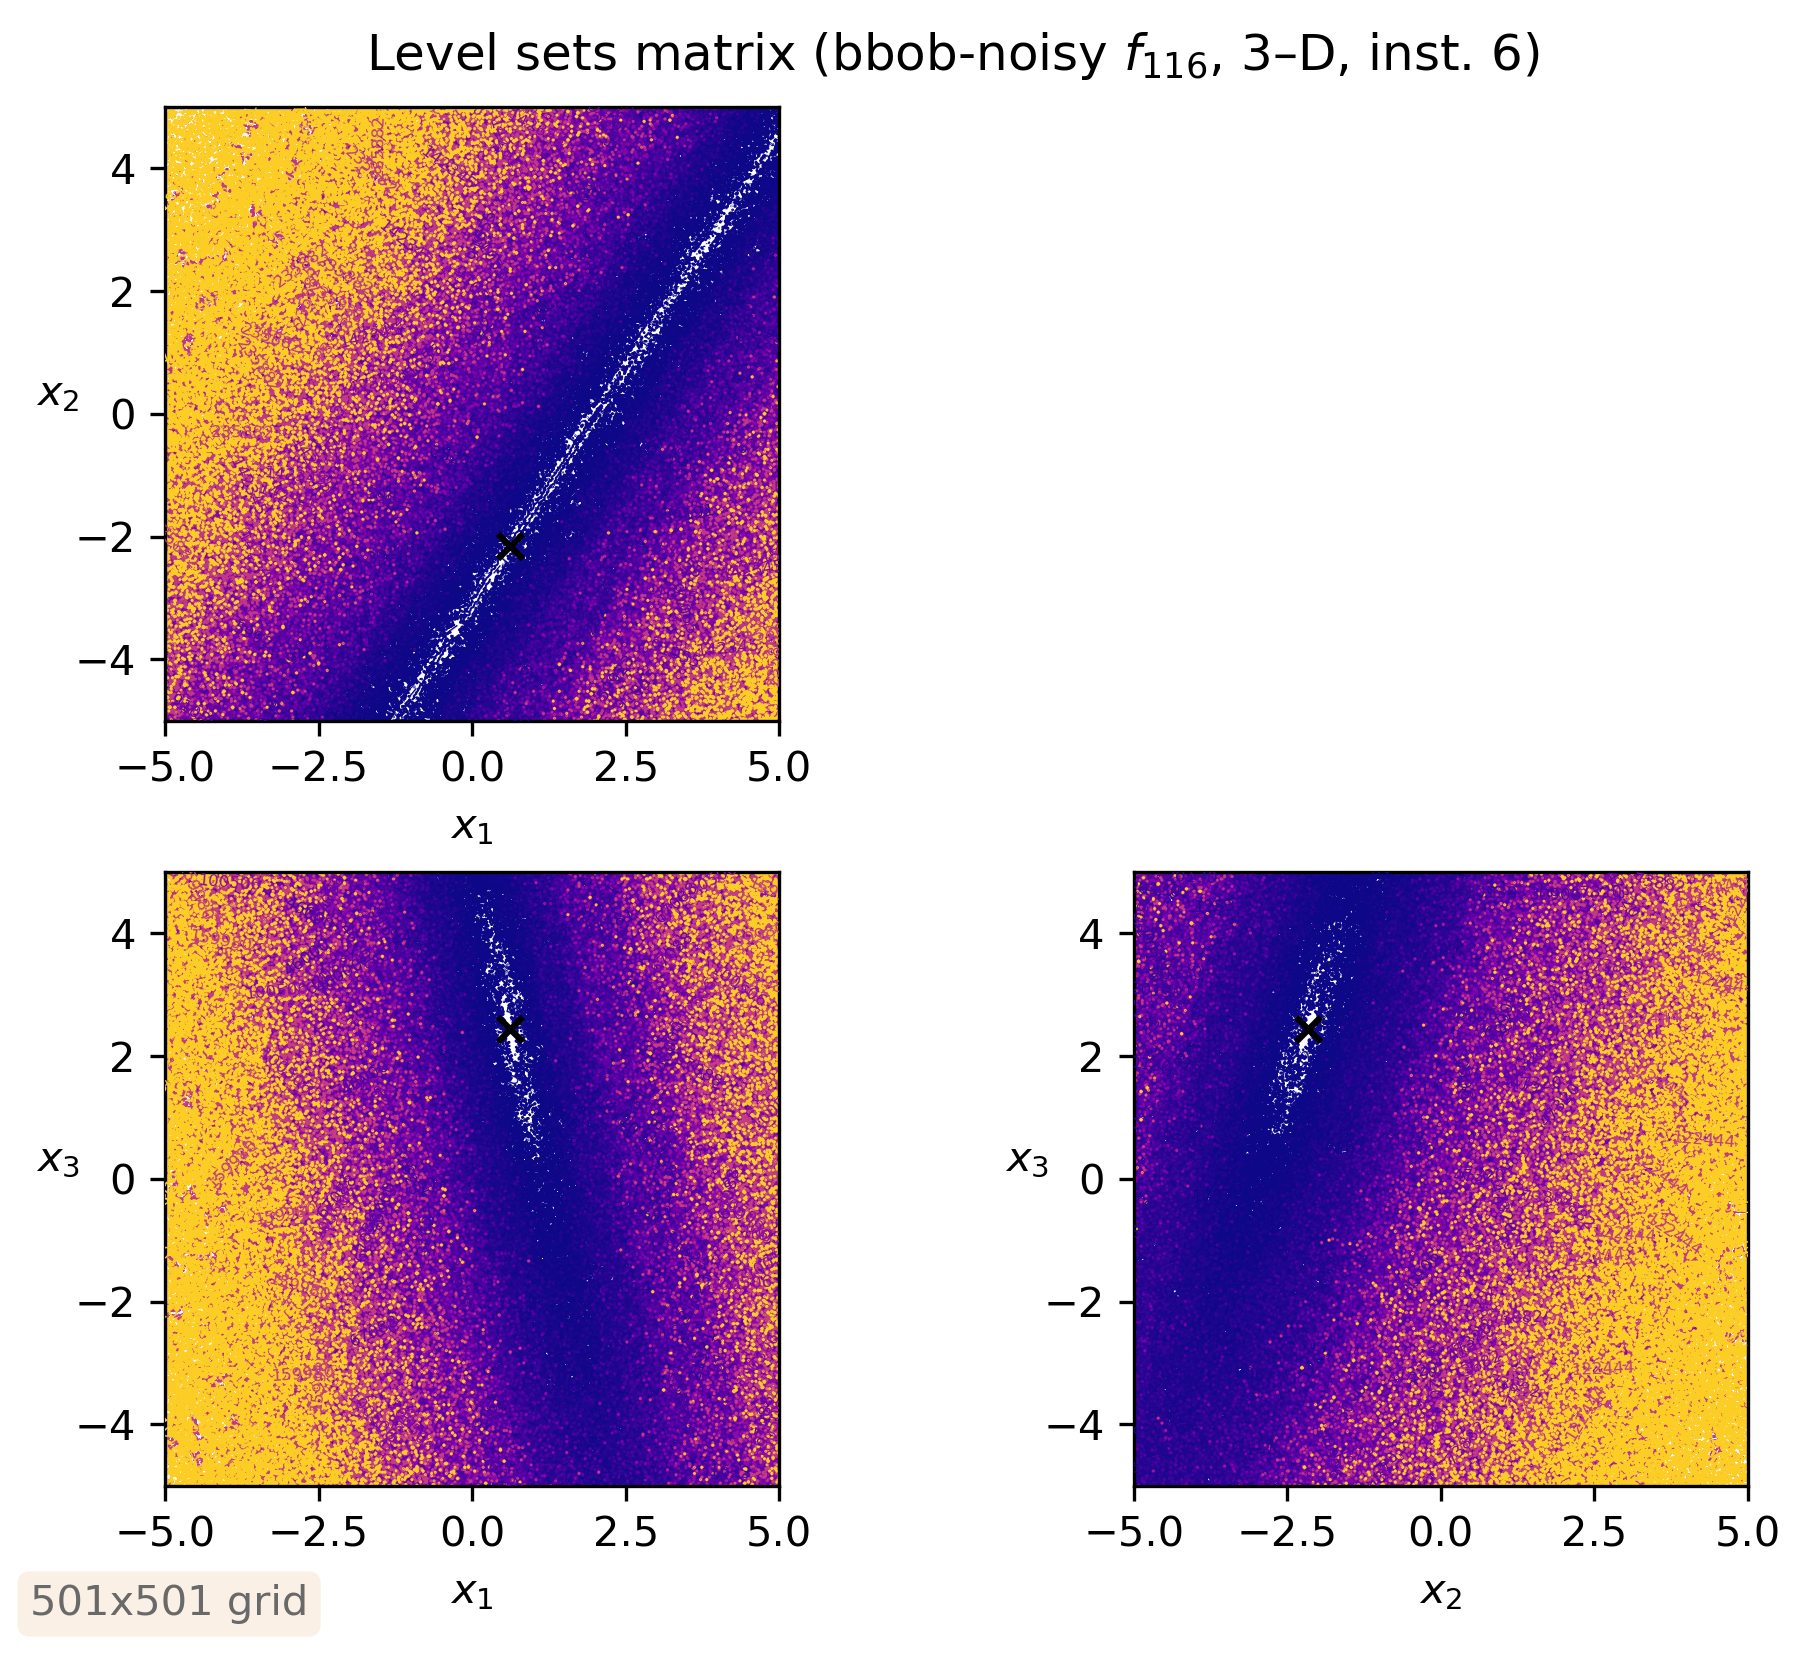 Level sets matrix (bbob-noisy f₁₁₆, 3–D, inst. 6)
4
2
x₂ 0
−2
−4
−5.0 −2.5 0.0 2.5 5.0
x₁
4 4
2 2
x₃ 0 x₃ 0
122444
−2 −2
122444
−4 −4
−5.0 −2.5 0.0 2.5 5.0 −5.0 −2.5 0.0 2.5 5.0
x₁ x₂
501x501 grid